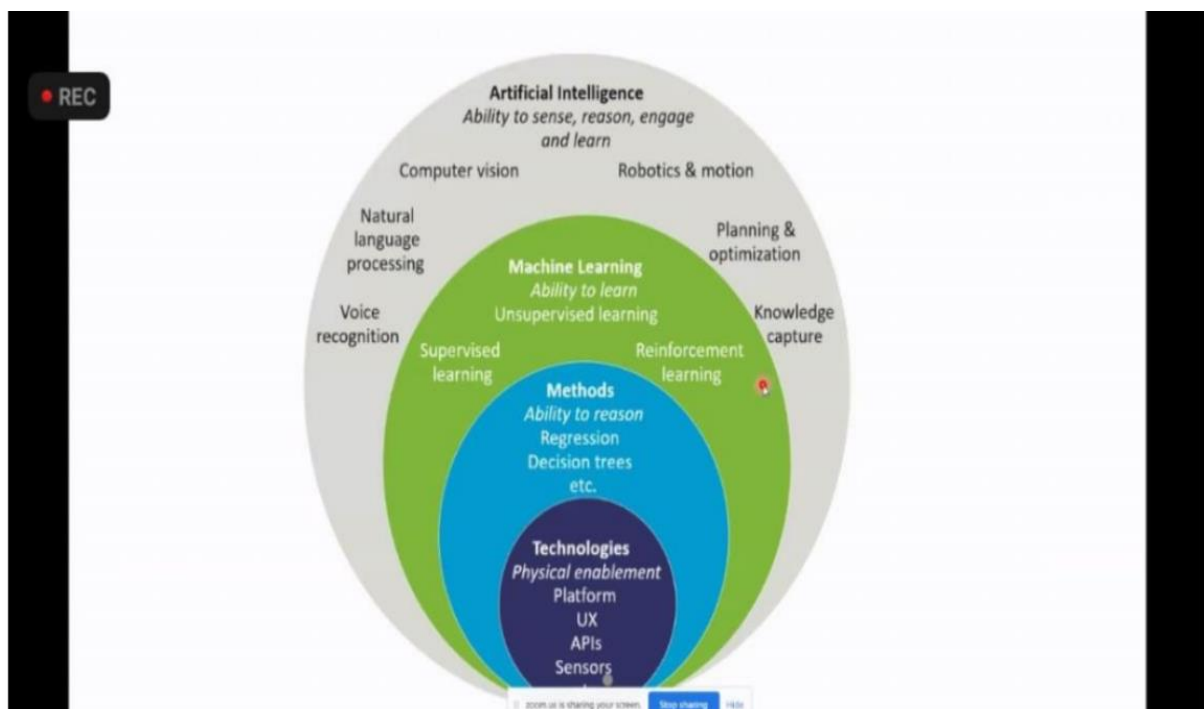 REC
Artificial Intelligence
Ability to sense, reason, engage
and learn
Computer vision
Robotics & motion
Natural
language
processing
Planning &
optimization
Machine Learning
Ability to learn
Unsupervised learning
Voice
recognition
Knowledge
capture
Supervised
learning
Reinforcement
learning
Methods
Ability to reason
Regression
Decision trees
etc.
Technologies
Physical enablement
Platform
UX
APIs
Sensors
zoom.us is sharing your screen.
Stop sharing
Hide